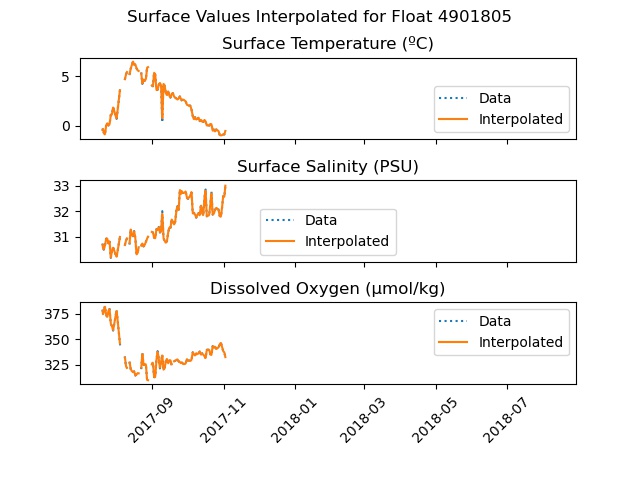 Surface Values Interpolated for Float 4901805
Surface Temperature (ºC)
5
0
Data
Interpolated
Surface Salinity (PSU)
33
32
31
Data
Interpolated
Dissolved Oxygen (μmol/kg)
375
350
325
Data
Interpolated
2017-09
2017-11
2018-01
2018-03
2018-05
2018-07